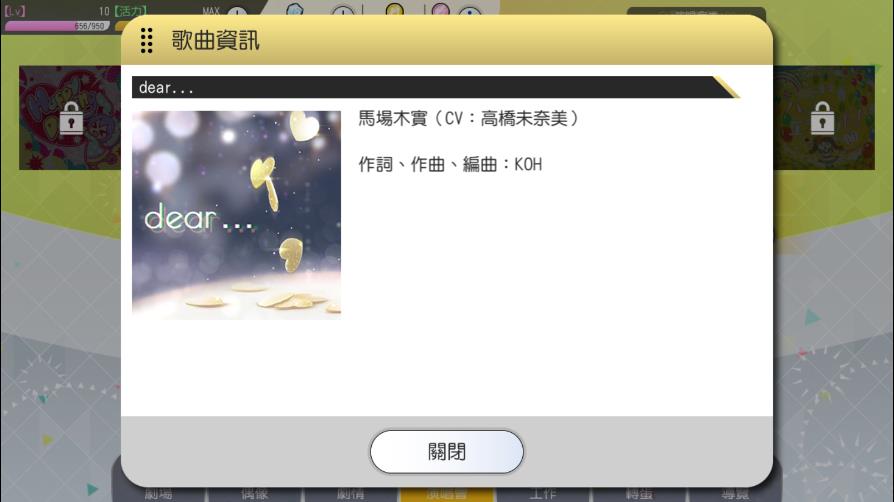 [Lv]
10
【活力】
MAX
656/950
歌曲資訊
dear...
馬場木實（CV：高橋未奈美）
作詞、作曲、編曲：KOH
dear...
關閉
劇場
偶像
劇情
演唱會
工作
轉蛋
導覽